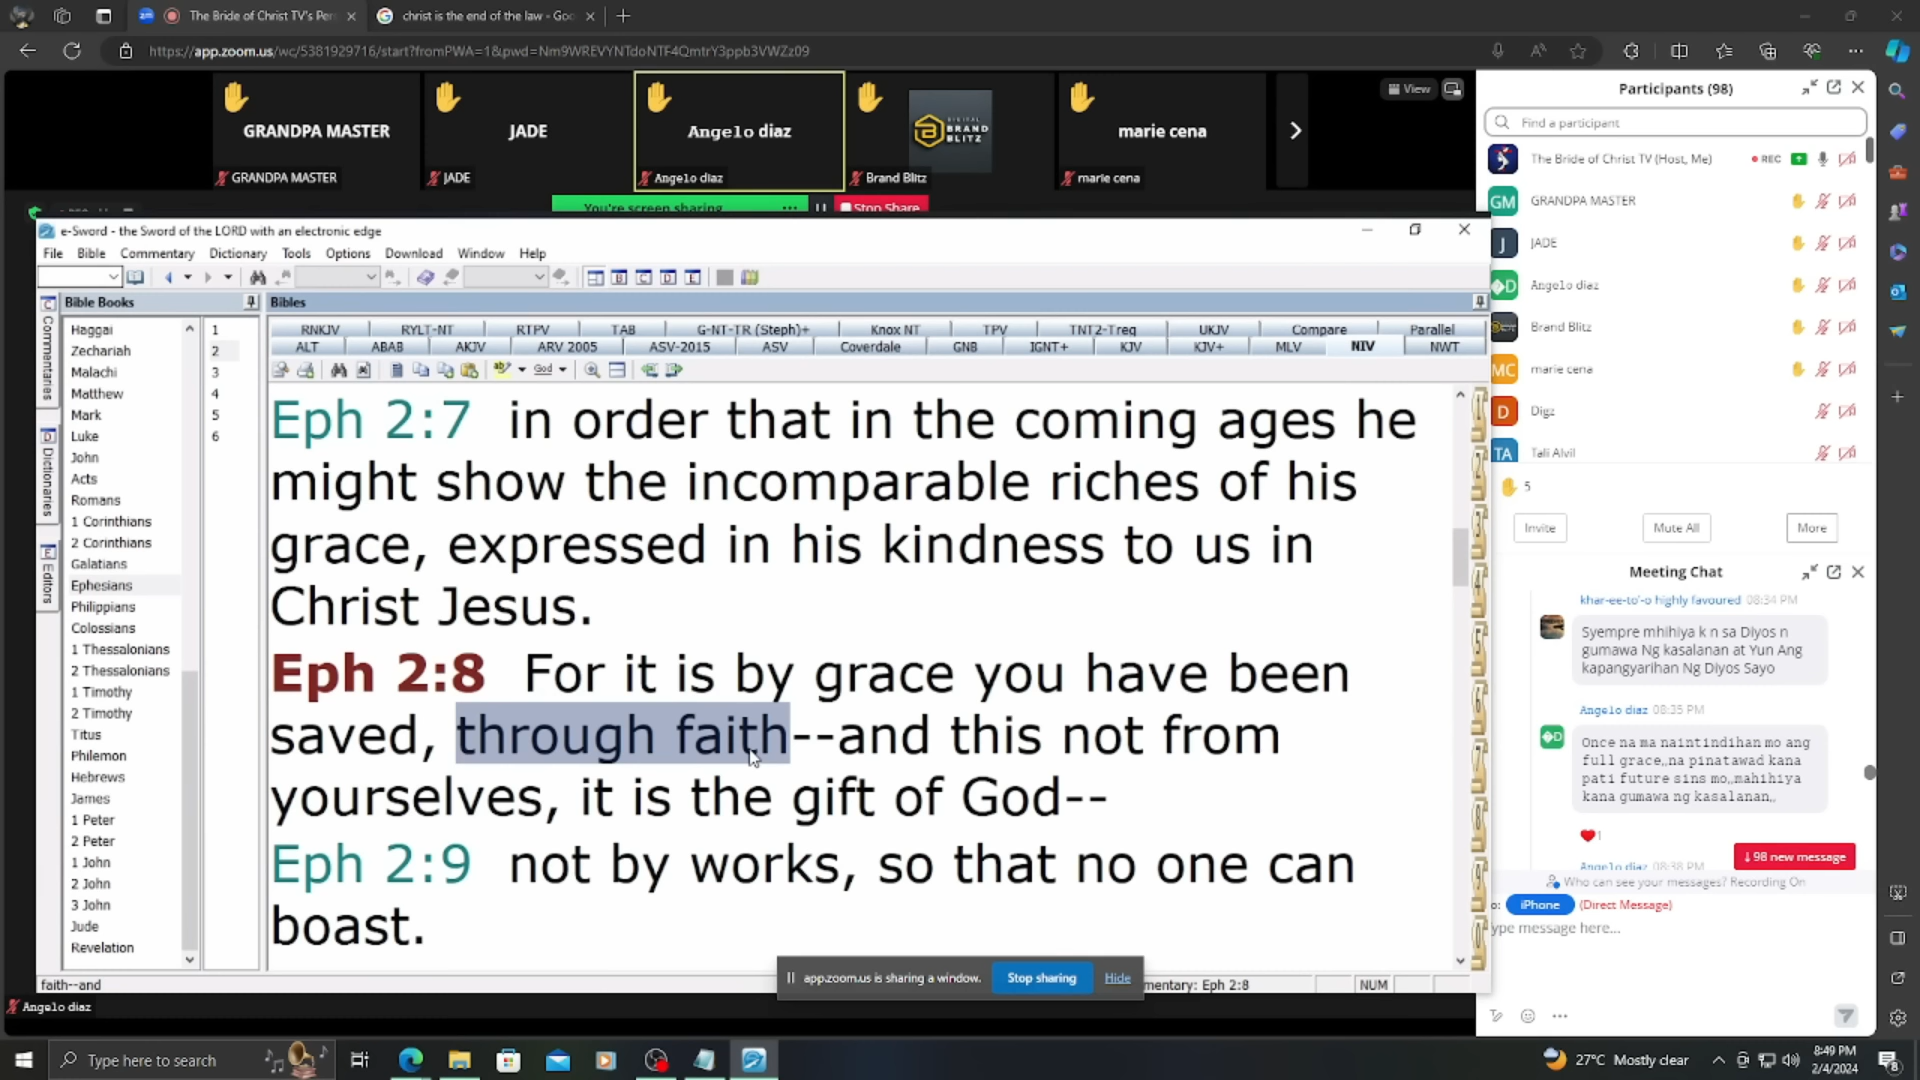 The Bride of Christ TV's Per
christ is the end of the law - Goo
https://app.zoom.us/wc/5381929716/start?fromPWA=1&pwd=Nm9WREVYNTdoNTF4QmtrY3ppb3VWZz09
GRANDPA MASTER
JADE
Angelo diaz
DIGITAL
BRAND
BLITZ
marie cena
View
GRANDPA MASTER
JADE
Angelo diaz
Brand Blitz
marie cena
You're screen sharing
Stop Share
e-Sword - the Sword of the LORD with an electronic edge
File Bible Commentary Dictionary Tools Options Download Window Help
B C D E
Bible Books
Bibles
Commentaries
Dictionaries
Editors
Haggai
Zechariah
Malachi
Matthew
Mark
Luke
John
Acts
Romans
1 Corinthians
2 Corinthians
Galatians
Ephesians
Philippians
Colossians
1 Thessalonians
2 Thessalonians
1 Timothy
2 Timothy
Titus
Philemon
Hebrews
James
1 Peter
2 Peter
1 John
2 John
3 John
Jude
Revelation
1
2
3
4
5
6
RNKJV RYLT-NT RTPV TAB G-NT-TR (Steph)+ Knox NT TPV TNT2-Treq UKJV Compare Parallel
ALT ABAB AKJV ARV 2005 ASV-2015 ASV Coverdale GNB IGNT+ KJV KJV+ MLV NIV NWT
Eph 2:7 in order that in the coming ages he
might show the incomparable riches of his
grace, expressed in his kindness to us in
Christ Jesus.
Eph 2:8 For it is by grace you have been
saved, through faith--and this not from
yourselves, it is the gift of God--
Eph 2:9 not by works, so that no one can
boast.
faith--and
mentary: Eph 2:8
NUM
app.zoom.us is sharing a window.
Stop sharing
Hide
Angelo diaz
Participants (98)
Find a participant
The Bride of Christ TV (Host, Me)
REC
GM
GRANDPA MASTER
J
JADE
D
Angelo diaz
Brand Blitz
MC
marie cena
D
Digz
TA
Tali Alvil
5
Invite
Mute All
More
Meeting Chat
khar-ee-to'-o highly favoured 08:34 PM
Syempre mhihiya k n sa Diyos n
gumawa Ng kasalanan at Yun Ang
kapangyarihan Ng Diyos Sayo
Angelo diaz 08:35 PM
D
Once na ma naintindihan mo ang
full grace,,na pinatawad kana
pati future sins mo,,mahihiya
kana gumawa ng kasalanan,,
1
Angelo diaz 08:38 PM
98 new message
Who can see your messages? Recording On
o:
iPhone
(Direct Message)
ype message here...
Type here to search
27°C Mostly clear
8:49 PM
2/4/2024
8